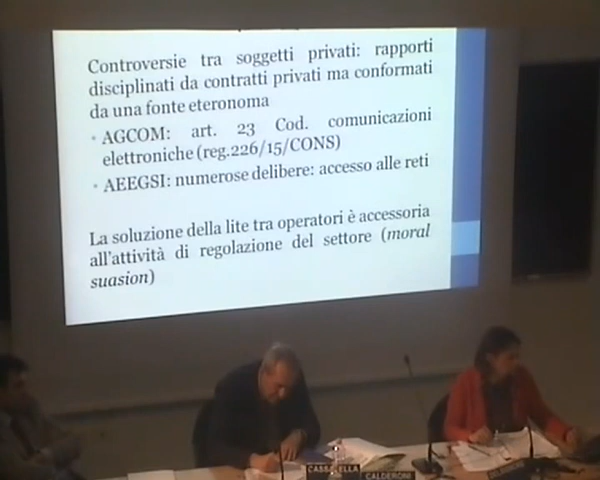 Controversie tra soggetti privati: rapporti
disciplinati da contratti privati ma conformati
da una fonte eteronoma
• AGCOM: art. 23 Cod. comunicazioni
elettroniche (reg.226/15/CONS)
• AEEGSI: numerose delibere: accesso alle reti
La soluzione della lite tra operatori è accessoria
all'attività di regolazione del settore (moral
suasion)
CALDERONI